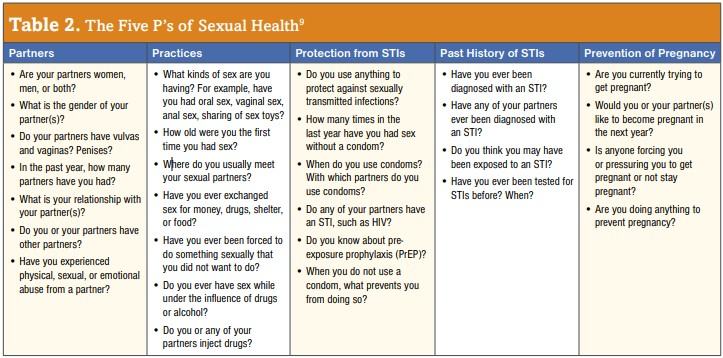 Table 2. The Five P's of Sexual Health9
Partners
• Are your partners women,
men, or both?
• What is the gender of your
partner(s)?
• Do your partners have vulvas
and vaginas? Penises?
• In the past year, how many
partners have you had?
• What is your relationship with
your partner(s)?
• Do you or your partners have
other partners?
• Have you experienced
physical, sexual, or emotional
abuse from a partner?
Practices
• What kinds of sex are you
having? For example, have
you had oral sex, vaginal sex,
anal sex, sharing of sex toys?
• How old were you the first
time you had sex?
• Where do you usually meet
your sexual partners?
• Have you ever exchanged
sex for money, drugs, shelter,
or food?
• Have you ever been forced to
do something sexually that
you did not want to do?
• Do you ever have sex while
under the influence of drugs
or alcohol?
• Do you or any of your
partners inject drugs?
Protection from STIs
• Do you use anything to
protect against sexually
transmitted infections?
• How many times in the
last year have you had sex
without a condom?
• When do you use condoms?
With which partners do you
use condoms?
• Do any of your partners have
an STI, such as HIV?
• Do you know about pre-
exposure prophylaxis (PrEP)?
• When you do not use a
condom, what prevents you
from doing so?
Past History of STIs
• Have you ever been
diagnosed with an STI?
• Have any of your partners
ever been diagnosed with
an STI?
• Do you think you may have
been exposed to an STI?
• Have you ever been tested for
STIs before? When?
Prevention of Pregnancy
• Are you currently trying to
get pregnant?
• Would you or your partner(s)
like to become pregnant in
the next year?
• Is anyone forcing you
or pressuring you to get
pregnant or not stay
pregnant?
• Are you doing anything to
prevent pregnancy?